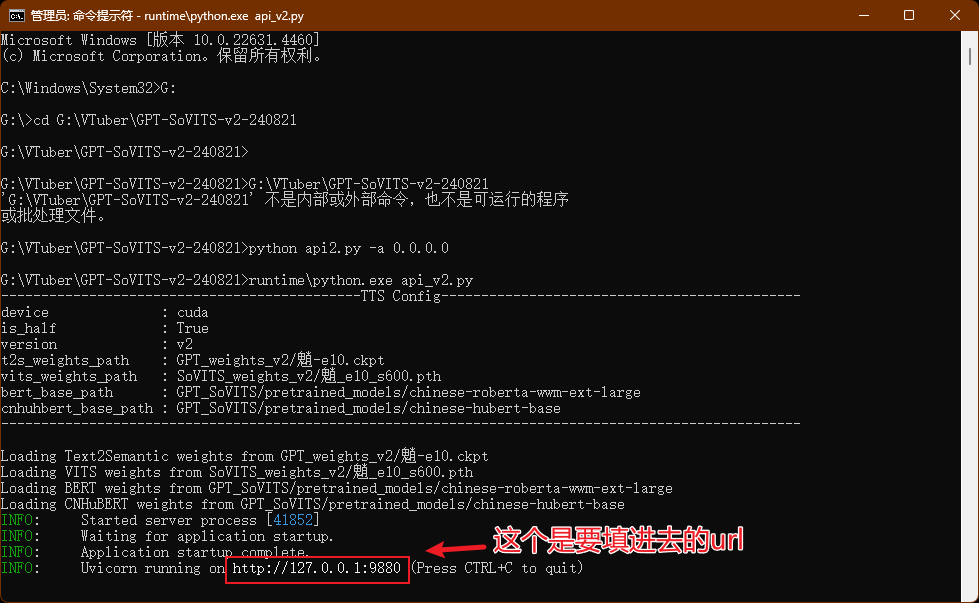 管理员: 命令提示符 - runtime\python.exe api_v2.py
Microsoft Windows [版本 10.0.22631.4460]
(c) Microsoft Corporation。保留所有权利。
C:\Windows\System32>G:
G:\>cd G:\VTuber\GPT-SoVITS-v2-240821
G:\VTuber\GPT-SoVITS-v2-240821>
G:\VTuber\GPT-SoVITS-v2-240821>G:\VTuber\GPT-SoVITS-v2-240821
'G:\VTuber\GPT-SoVITS-v2-240821' 不是内部或外部命令，也不是可运行的程序
或批处理文件。
G:\VTuber\GPT-SoVITS-v2-240821>python api2.py -a 0.0.0.0
G:\VTuber\GPT-SoVITS-v2-240821>runtime\python.exe api_v2.py
---------------------------------------------TTS Config---------------------------------------------
device : cuda
is_half : True
version : v2
t2s_weights_path : GPT_weights_v2/魈-e10.ckpt
vits_weights_path : SoVITS_weights_v2/魈_e10_s600.pth
bert_base_path : GPT_SoVITS/pretrained_models/chinese-roberta-wwm-ext-large
cnhuhbert_base_path : GPT_SoVITS/pretrained_models/chinese-hubert-base
----------------------------------------------------------------------------------------------------
Loading Text2Semantic weights from GPT_weights_v2/魈-e10.ckpt
Loading VITS weights from SoVITS_weights_v2/魈_e10_s600.pth
Loading BERT weights from GPT_SoVITS/pretrained_models/chinese-roberta-wwm-ext-large
Loading CNHuBERT weights from GPT_SoVITS/pretrained_models/chinese-hubert-base
INFO: Started server process [41852]
INFO: Waiting for application startup.
INFO: Application startup complete.
这个是要填进去的url
INFO: Uvicorn running on http://127.0.0.1:9880 (Press CTRL+C to quit)